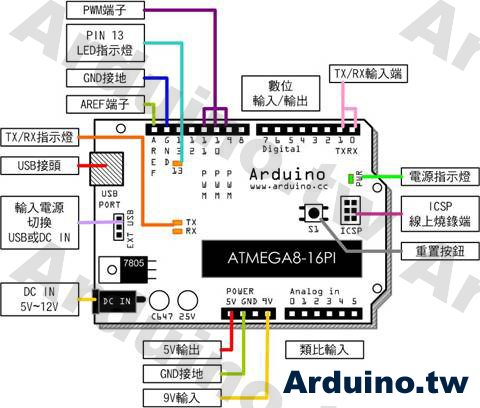 PWM端子
PIN 13
LED指示燈
GND接地
AREF端子
數位
輸入/輸出
TX/RX輸入端
TX/RX指示燈
USB接頭
輸入電源
切換
USB或DC IN
DC IN
5V~12V
電源指示燈
ICSP
線上燒錄端
重置按鈕
AREF
GND
13
12
11
10
9
8
7 6 5 4 3 2 1 0
Digital
TXRX
13
PWM
PWM
PWM
Arduino
www.arduino.cc
PWR
USB
PORT
EXT USB
TX
RX
S1
ICSP
7805
ATMEGA8-16PI
DC IN
C647 25V
POWER
5V GND 9V
Analog in
0 1 2 3 4 5
5V輸出
GND接地
9V輸入
類比輸入
Arduino.tw
Arduino.tw